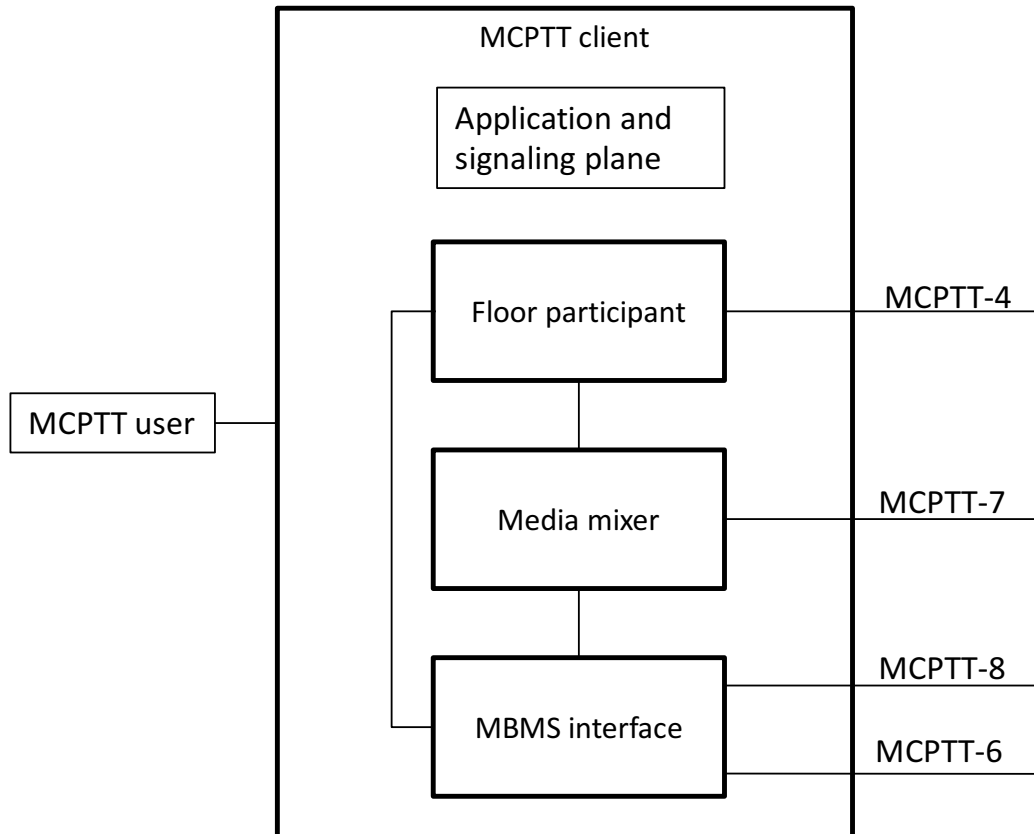 MCPTT client
Application and
signaling plane
Floor participant
MCPTT-4
MCPTT user
Media mixer
MCPTT-7
MBMS interface
MCPTT-8
MCPTT-6